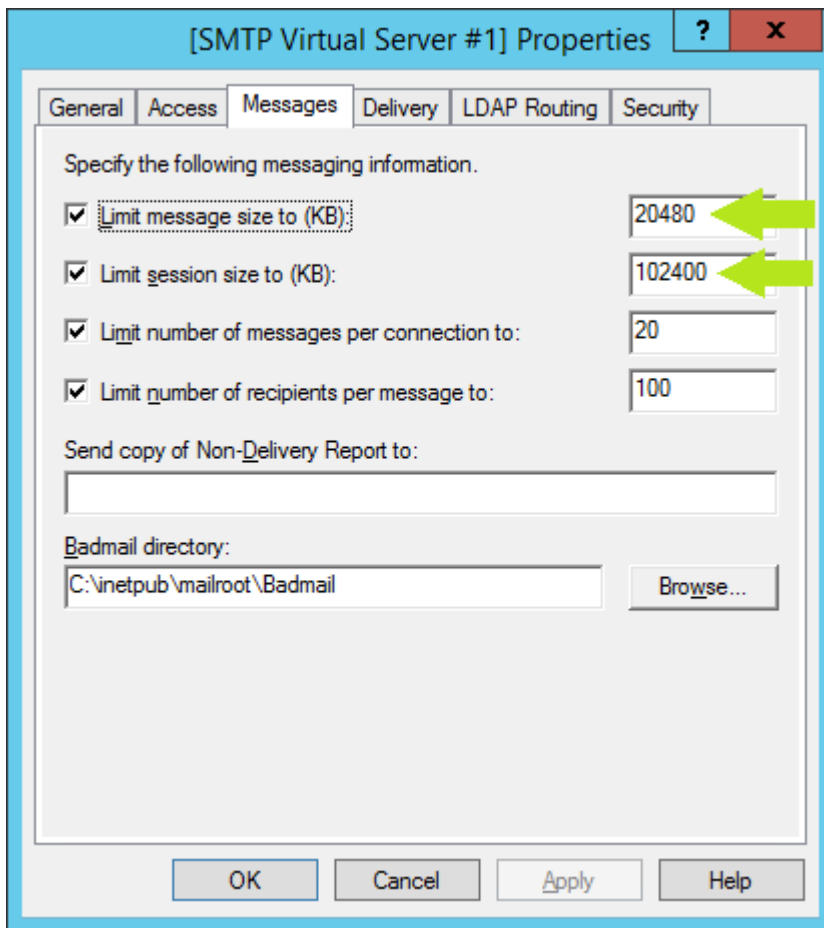 [SMTP Virtual Server #1] Properties ? x
General Access Messages Delivery LDAP Routing Security
Specify the following messaging information.
Limit message size to (KB): 20480
Limit session size to (KB): 102400
Limit number of messages per connection to: 20
Limit number of recipients per message to: 100
Send copy of Non-Delivery Report to:
Badmail directory:
C:\inetpub\mailroot\Badmail Browse...
OK Cancel Apply Help